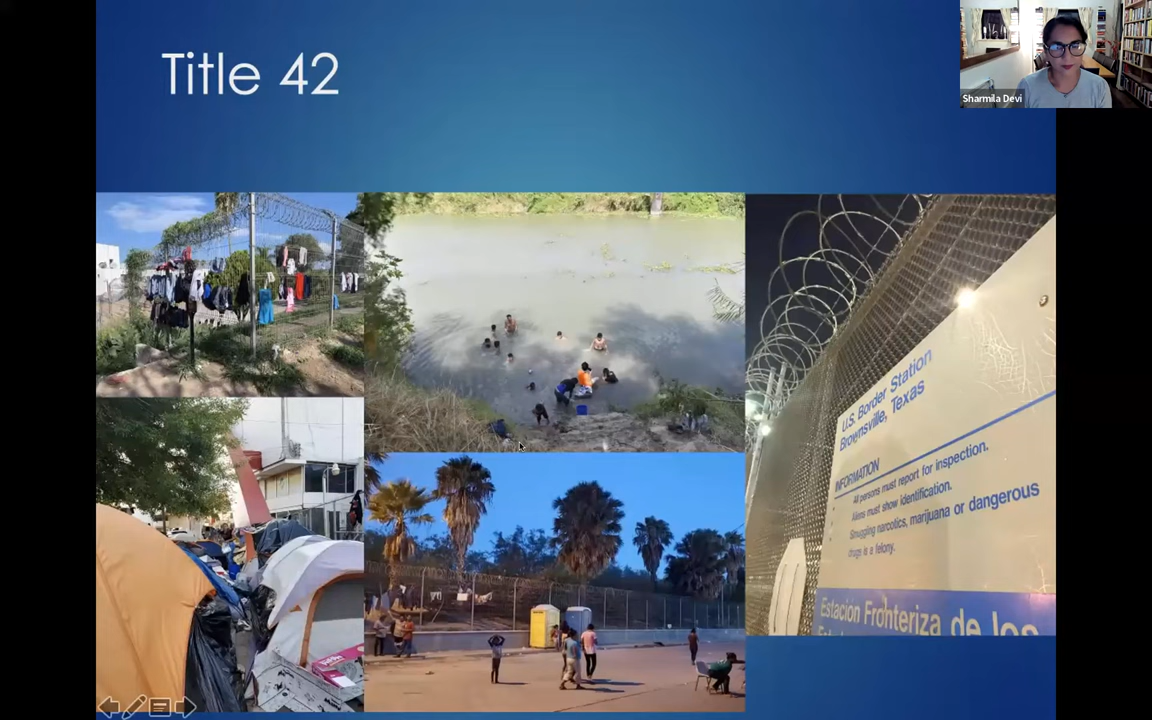 Title 42
Sharmila Devi
U.S. Border Station
Brownsville, Texas
INFORMATION
All persons must report for inspection.
Aliens must show identification.
Smuggling narcotics, marijuana or dangerous
drugs is a felony.
Estación Fronteriza de los